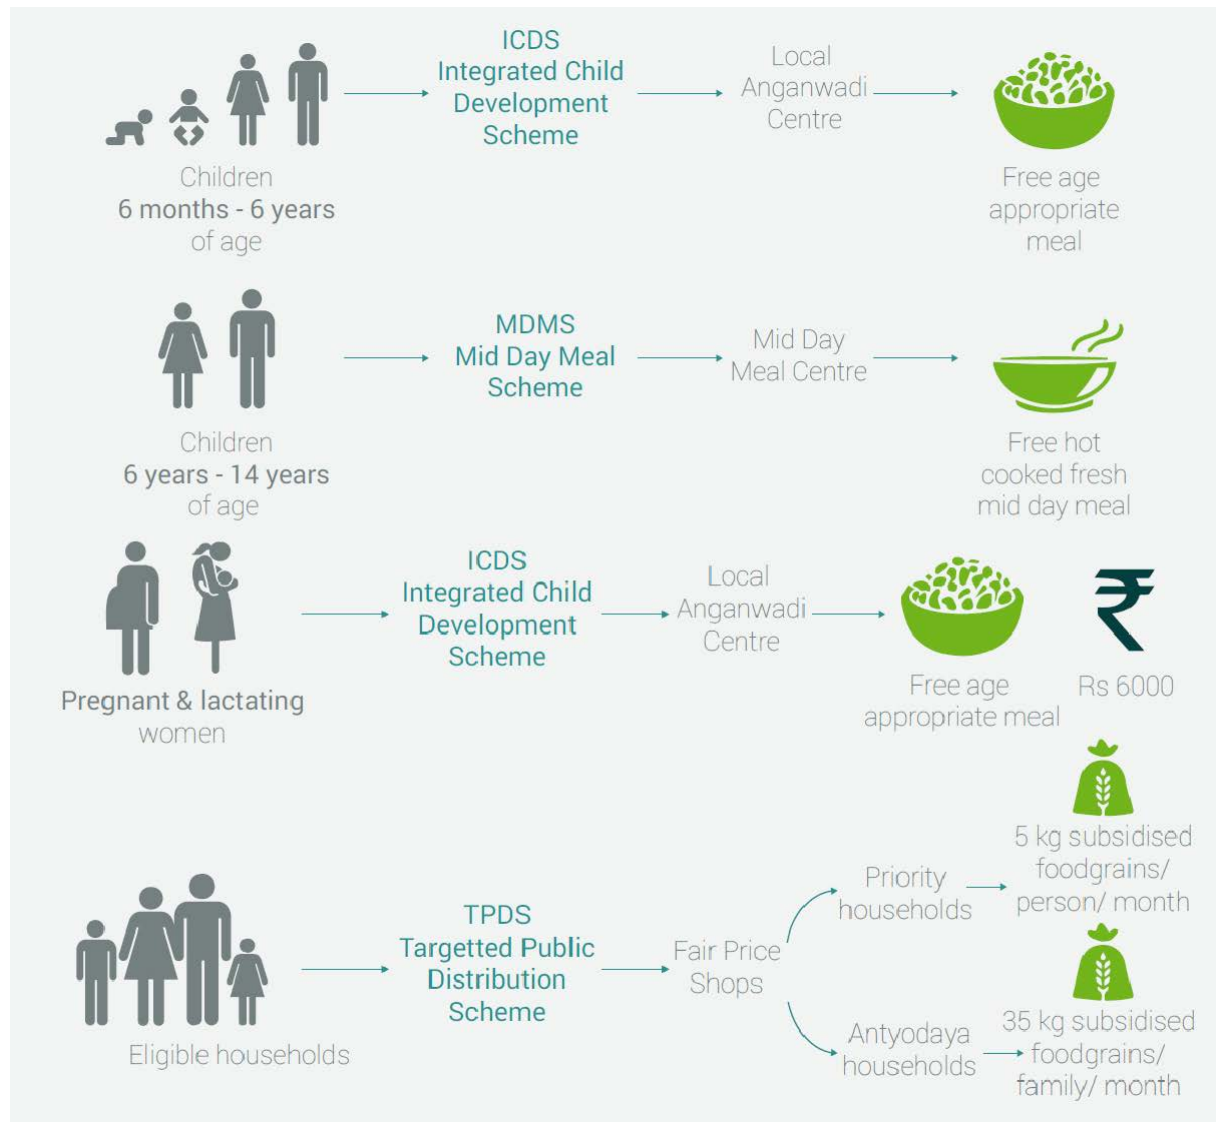 ICDS
Integrated Child
Development
Scheme
Local
Anganwadi
Centre
Children
6 months - 6 years
of age
Free age
appropriate
meal
MDMS
Mid Day Meal
Scheme
Mid Day
Meal Centre
Children
6 years - 14 years
of age
Free hot
cooked fresh
mid day meal
ICDS
Integrated Child
Development
Scheme
Local
Anganwadi
Centre
₹
Pregnant & lactating
women
Free age
appropriate meal
Rs 6000
TPDS
Targetted Public
Distribution
Scheme
Eligible households
Fair Price
Shops
Priority
households
5 kg subsidised
foodgrains/
person/ month
Antyodaya
households
35 kg subsidised
foodgrains/
family/ month